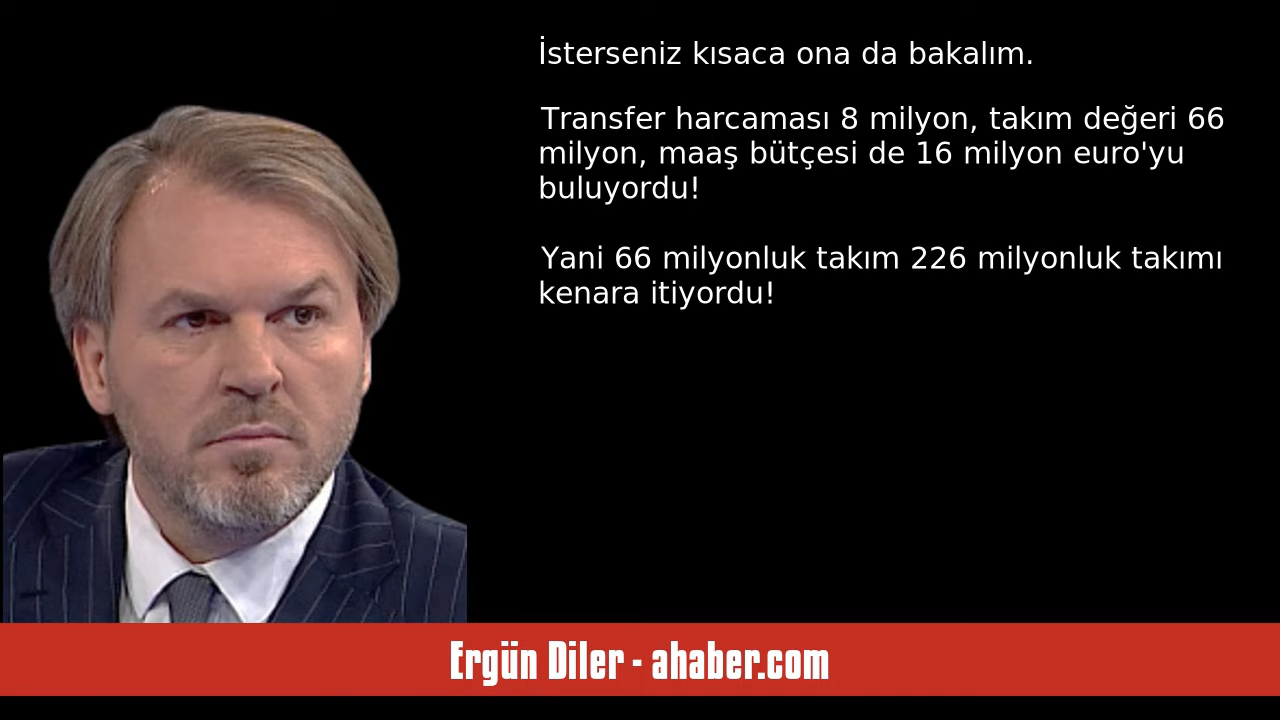 İsterseniz kısaca ona da bakalım.
Transfer harcaması 8 milyon, takım değeri 66
milyon, maaş bütçesi de 16 milyon euro'yu
buluyordu!
Yani 66 milyonluk takım 226 milyonluk takımı
kenara itiyordu!
Ergün Diler - ahaber.com